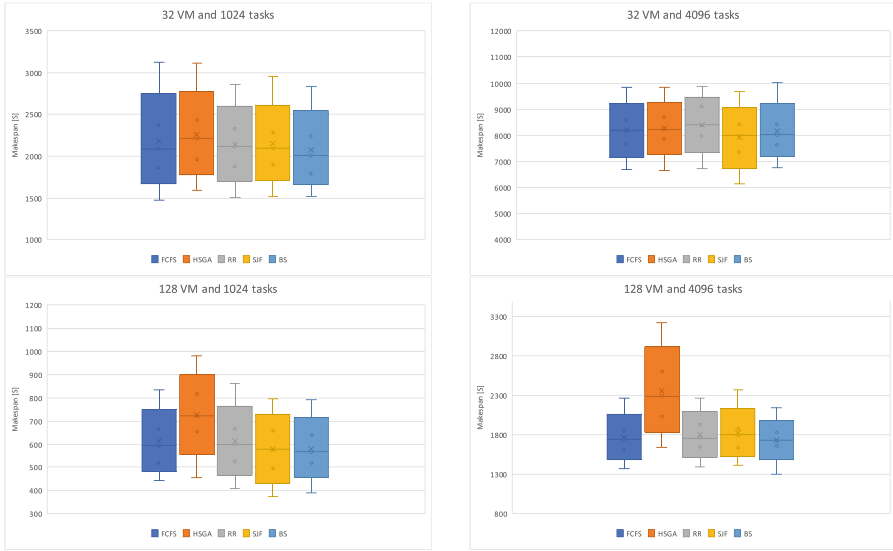 32 VM and 1024 tasks
3500
3000
2500
2000
1500
1000
Makespan [S]
FCFS HSGA RR SJF BS
32 VM and 4096 tasks
12000
11000
10000
9000
8000
7000
6000
5000
4000
Makespan [S]
FCFS HSGA RR SJF BS
128 VM and 1024 tasks
1200
1100
1000
900
800
700
600
500
400
300
Makespan [S]
FCFS HSGA RR SJF BS
128 VM and 4096 tasks
3300
2800
2300
1800
1300
800
Makespan [S]
FCFS HSGA RR SJF BS